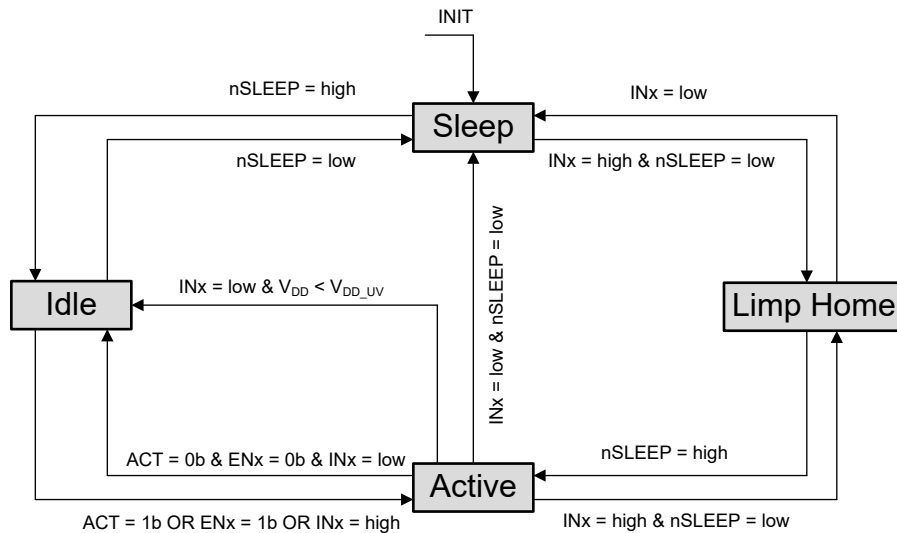 INIT
nSLEEP = high
INx = low
Sleep
nSLEEP = low
INx = high & nSLEEP = low
INx = low & nSLEEP = low
INx = low & VDD < VDD_UV
Idle
Limp Home
ACT = 0b & ENx = 0b & INx = low
nSLEEP = high
Active
ACT = 1b OR ENx = 1b OR INx = high
INx = high & nSLEEP = low